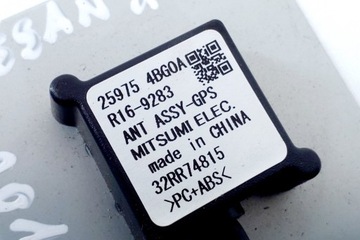 25975 4BG0A
R16-9283
ANT ASSY-GPS
MITSUMI ELEC.
made in CHINA
32RR74815
>PC+ABS<